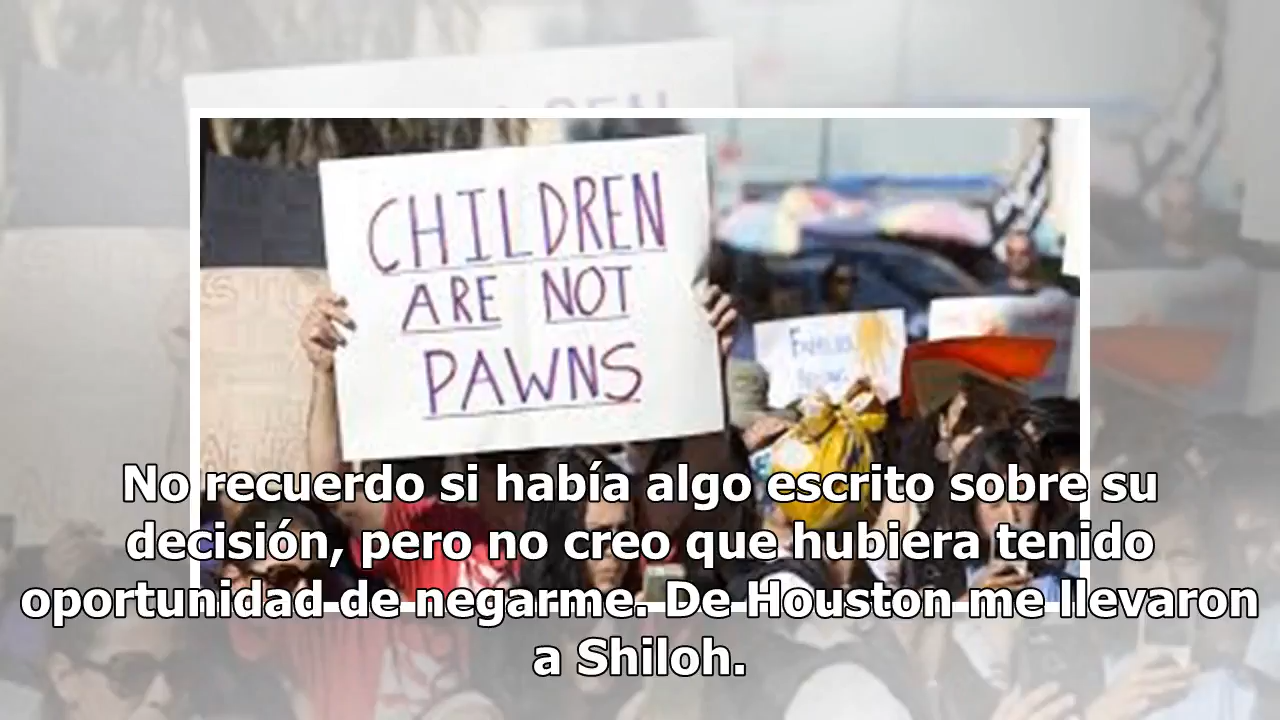 CHILDREN
ARE NOT
PAWNS
No recuerdo si había algo escrito sobre su
decisión, pero no creo que hubiera tenido
oportunidad de negarme. De Houston me llevaron
a Shiloh.